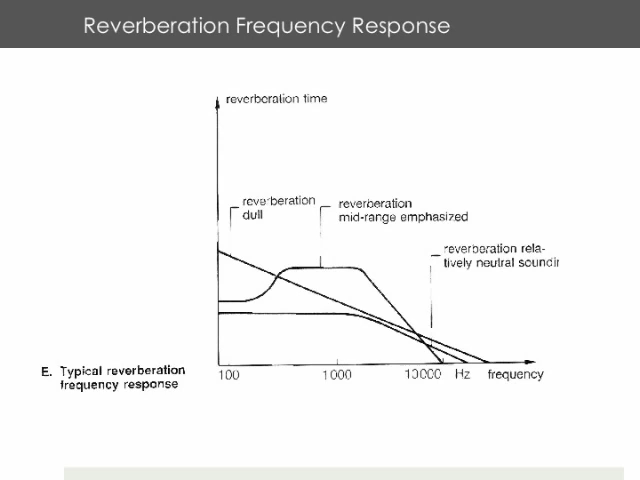 Reverberation Frequency Response
reverberation time
reverberation
dull
reverberation
mid-range emphasized
reverberation rela-
tively neutral soundir
E. Typical reverberation
frequency response
100
1000
10000
Hz
frequency